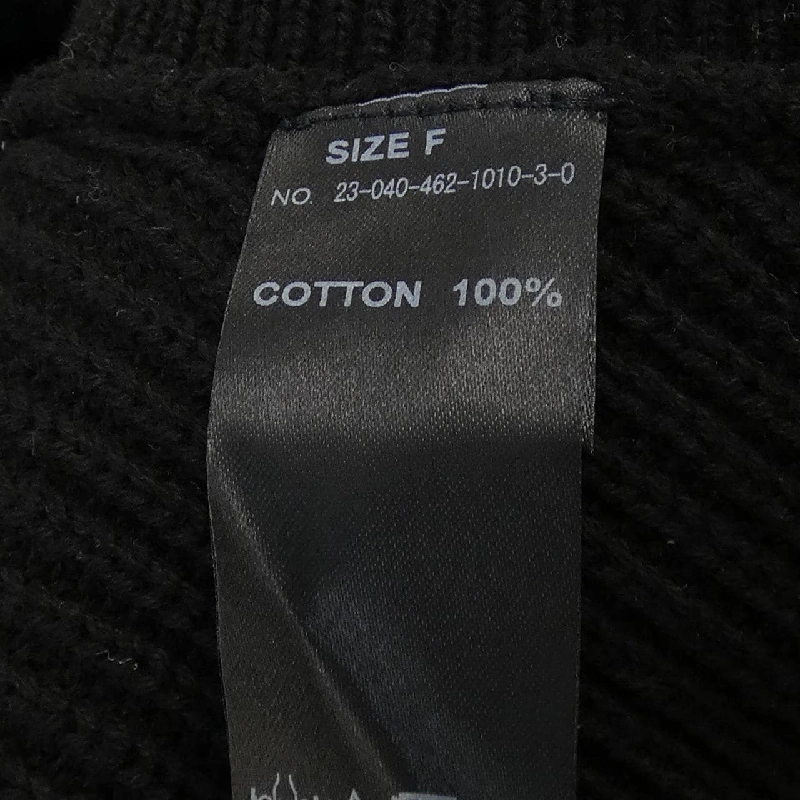 SIZE F
NO. 23-040-462-1010-3-0
COTTON 100%